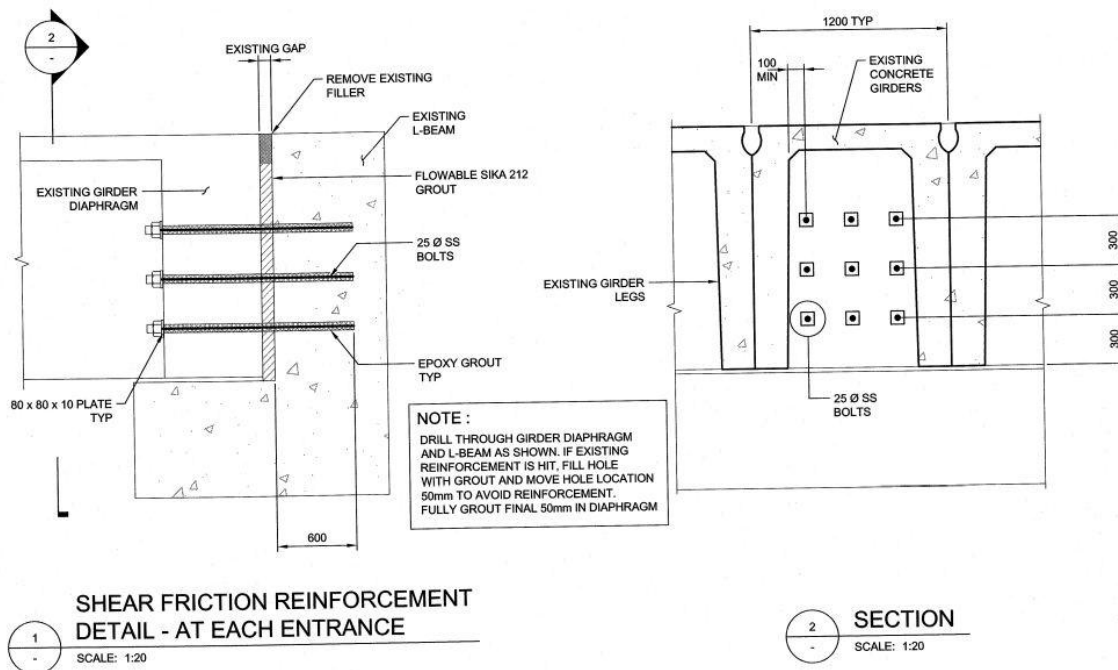 2
-
EXISTING GAP
REMOVE EXISTING
FILLER
EXISTING
L-BEAM
FLOWABLE SIKA 212
GROUT
EXISTING GIRDER
DIAPHRAGM
25 Ø SS
BOLTS
EPOXY GROUT
TYP
80 x 80 x 10 PLATE
TYP
600
NOTE :
DRILL THROUGH GIRDER DIAPHRAGM
AND L-BEAM AS SHOWN. IF EXISTING
REINFORCEMENT IS HIT, FILL HOLE
WITH GROUT AND MOVE HOLE LOCATION
50mm TO AVOID REINFORCEMENT.
FULLY GROUT FINAL 50mm IN DIAPHRAGM
1
-
SHEAR FRICTION REINFORCEMENT
DETAIL - AT EACH ENTRANCE
SCALE: 1:20
1200 TYP
100
MIN
EXISTING
CONCRETE
GIRDERS
EXISTING GIRDER
LEGS
300
300
300
25 Ø SS
BOLTS
2
-
SECTION
SCALE: 1:20